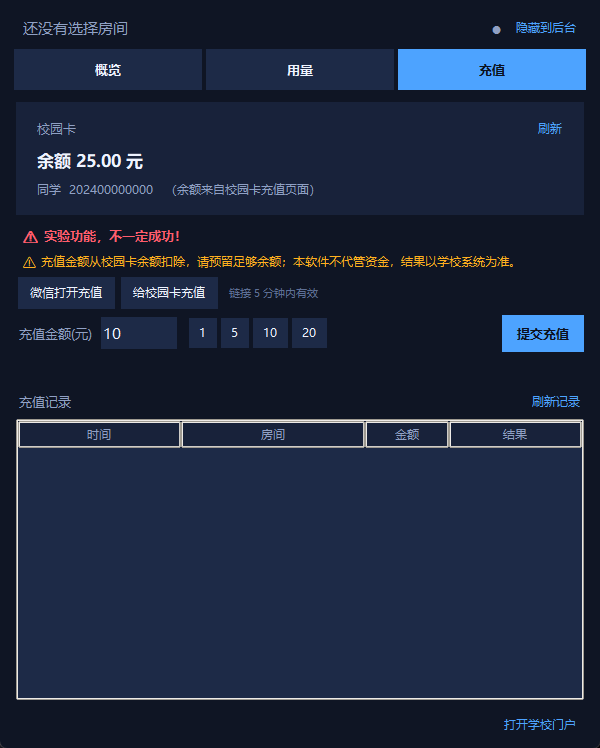 还没有选择房间 ● 隐藏到后台
概览 用量 充值
校园卡 刷新
余额 25.00 元
同学 202400000000 （余额来自校园卡充值页面）
⚠ 实验功能，不一定成功！
⚠ 充值金额从校园卡余额扣除，请预留足够余额；本软件不代管资金，结果以学校系统为准。
微信打开充值 给校园卡充值 链接 5 分钟内有效
充值金额(元) 10 1 5 10 20 提交充值
充值记录 刷新记录
时间 房间 金额 结果
打开学校门户